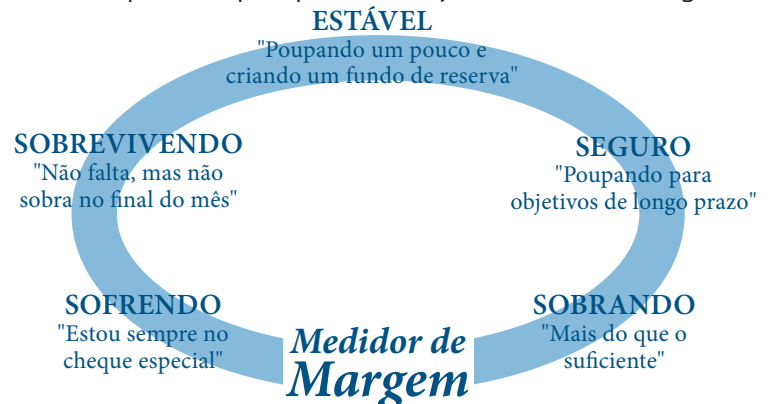 ESTÁVEL
"Poupando um pouco e
criando um fundo de reserva"
SOBREVIVENDO
"Não falta, mas não
sobra no final do mês"
SEGURO
"Poupando para
objetivos de longo prazo"
SOFRENDO
"Estou sempre no
cheque especial"
SOBRANDO
"Mais do que o
suficiente"
Medidor de
Margem